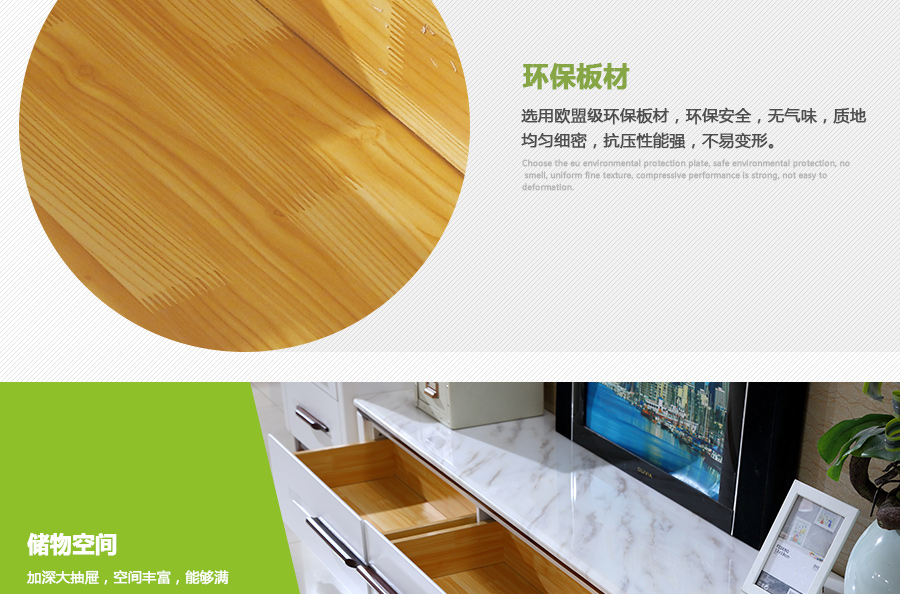 环保板材
选用欧盟级环保板材，环保安全，无气味，质地
均匀细密，抗压性能强，不易变形。
Choose the eu environmental protection plate, safe environmental protection, no
smell, uniform fine texture, compressive performance is strong, not easy to
deformation.
储物空间
加深大抽屉，空间丰富，能够满